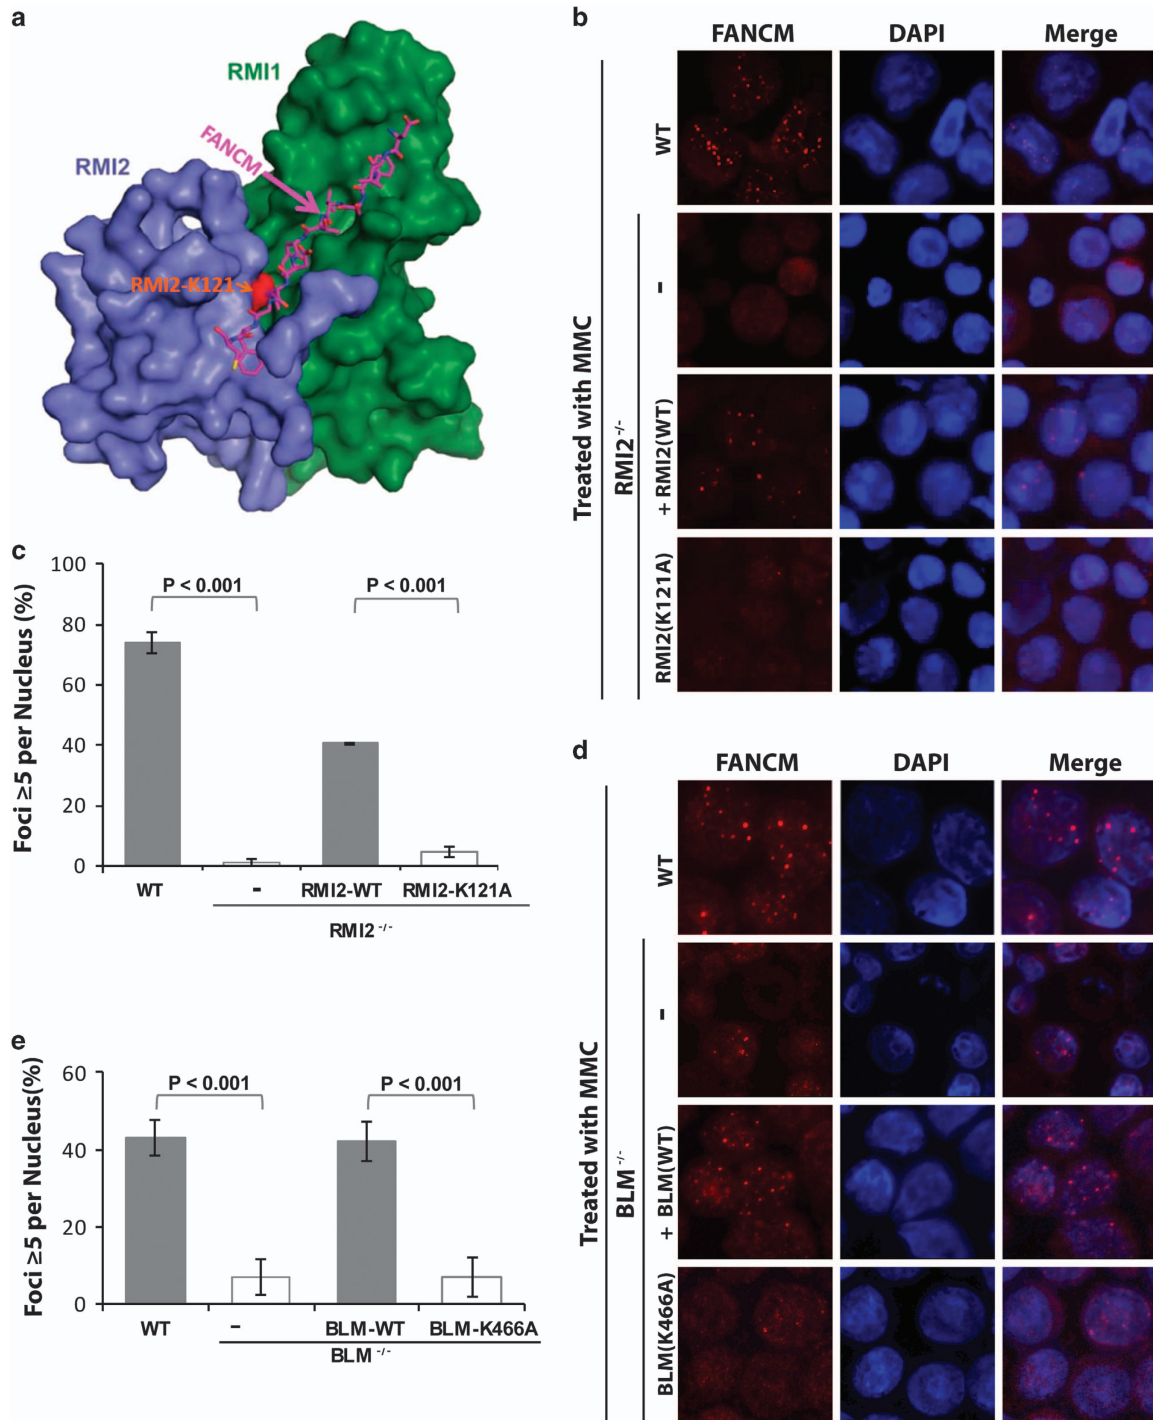 a
RMI1
FANCM
RMI2
RMI2-K121
b
FANCM DAPI Merge
Treated with MMC
RMI2-/-
WT
-
+ RMI2(WT)
RMI2(K121A)
c
Foci ≥5 per Nucleus (%)
100
80
60
40
20
0
P < 0.001
P < 0.001
WT - RMI2-WT RMI2-K121A
RMI2 -/-
d
FANCM DAPI Merge
Treated with MMC
BLM-/-
WT
-
+ BLM(WT)
BLM(K466A)
e
Foci ≥5 per Nucleus(%)
60
40
20
0
P < 0.001
P < 0.001
WT - BLM-WT BLM-K466A
BLM -/-